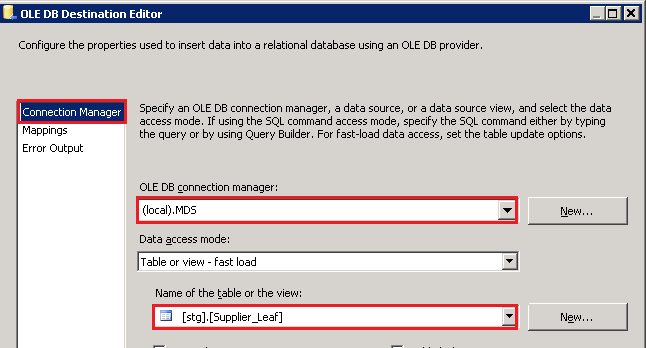 OLE DB Destination Editor
Configure the properties used to insert data into a relational database using an OLE DB provider.
Connection Manager
Mappings
Error Output
Specify an OLE DB connection manager, a data source, or a data source view, and select the data
access mode. If using the SQL command access mode, specify the SQL command either by typing
the query or by using Query Builder. For fast-load data access, set the table update options.
OLE DB connection manager:
(local).MDS
New...
Data access mode:
Table or view - fast load
Name of the table or the view:
[stg].[Supplier_Leaf]
New...